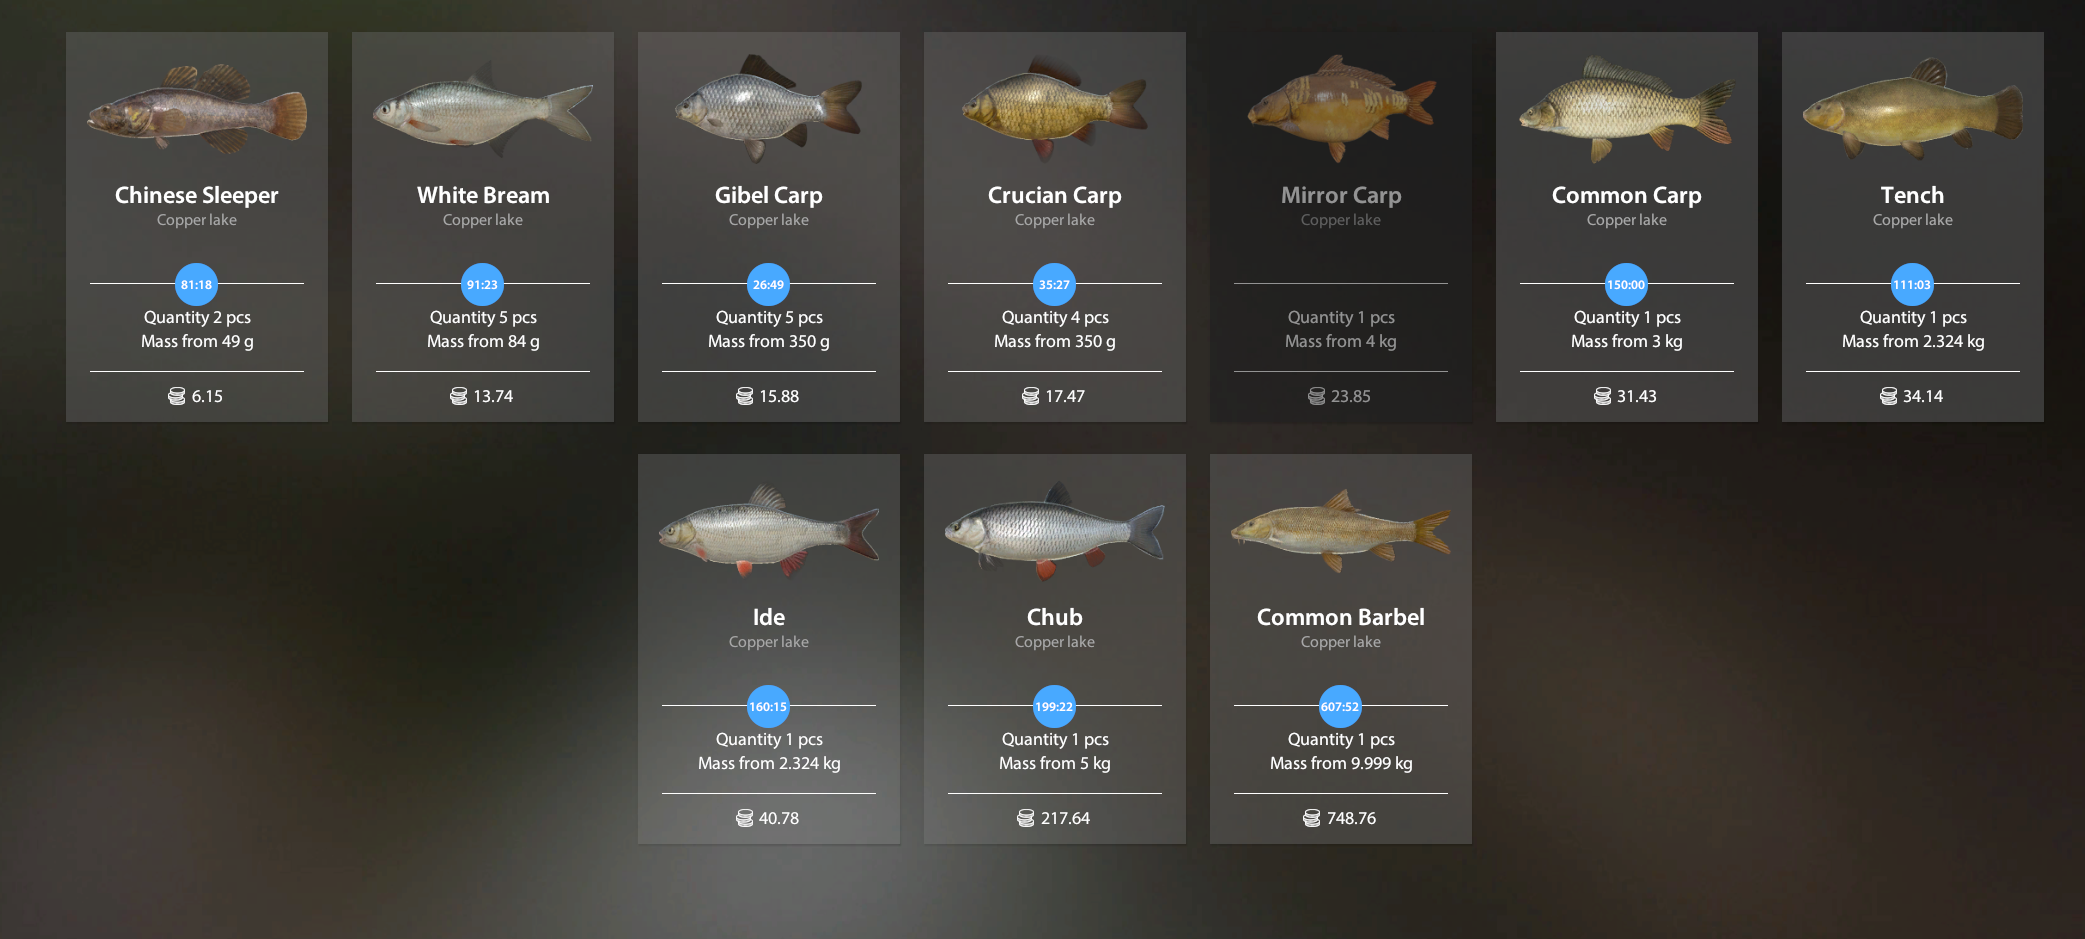 Chinese Sleeper
Copper lake
81:18
Quantity 2 pcs
Mass from 49 g
6.15
White Bream
Copper lake
91:23
Quantity 5 pcs
Mass from 84 g
13.74
Gibel Carp
Copper lake
26:49
Quantity 5 pcs
Mass from 350 g
15.88
Crucian Carp
Copper lake
35:27
Quantity 4 pcs
Mass from 350 g
17.47
Mirror Carp
Copper lake
Quantity 1 pcs
Mass from 4 kg
23.85
Common Carp
Copper lake
150:00
Quantity 1 pcs
Mass from 3 kg
31.43
Tench
Copper lake
111:03
Quantity 1 pcs
Mass from 2.324 kg
34.14
Ide
Copper lake
160:15
Quantity 1 pcs
Mass from 2.324 kg
40.78
Chub
Copper lake
199:22
Quantity 1 pcs
Mass from 5 kg
217.64
Common Barbel
Copper lake
607:52
Quantity 1 pcs
Mass from 9.999 kg
748.76